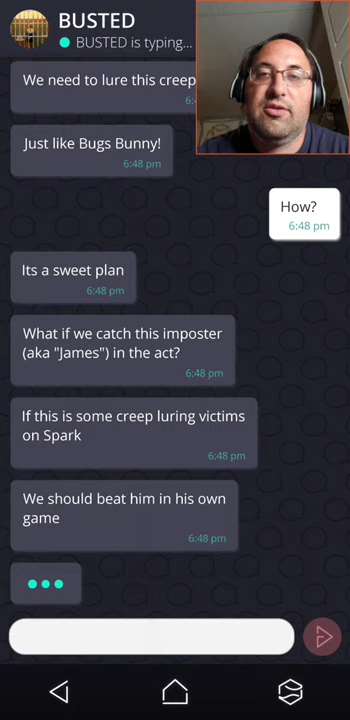 BUSTED
BUSTED is typing...
We need to lure this creep
Just like Bugs Bunny!
6:48 pm
How?
6:48 pm
Its a sweet plan
6:48 pm
What if we catch this imposter
(aka "James") in the act?
6:48 pm
If this is some creep luring victims
on Spark
6:48 pm
We should beat him in his own
game
6:48 pm